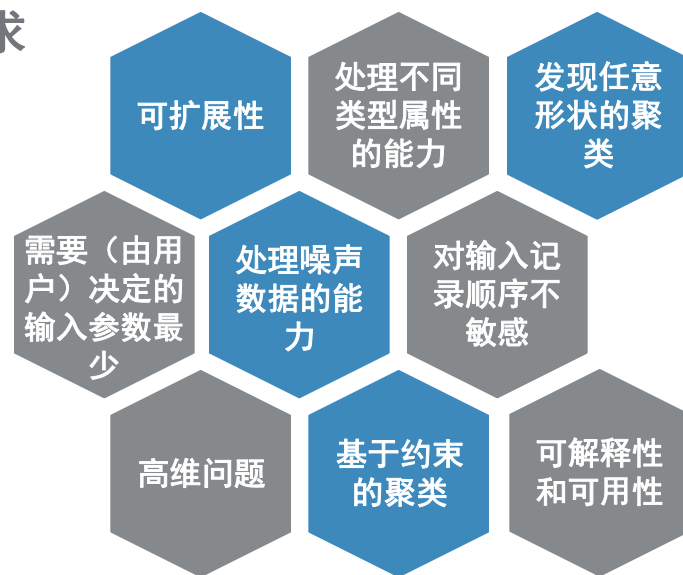 求
可扩展性
处理不同
类型属性
的能力
发现任意
形状的聚
类
需要（由用
户）决定的
输入参数最
少
处理噪声
数据的能
力
对输入记
录顺序不
敏感
高维问题
基于约束
的聚类
可解释性
和可用性